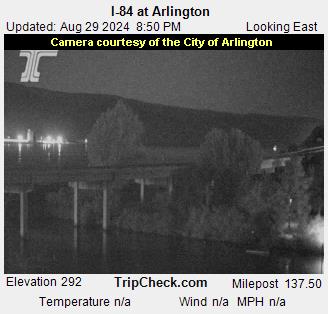 I-84 at Arlington
Updated: Aug 29 2024 8:50 PM Looking East
Camera courtesy of the City of Arlington
Elevation 292 TripCheck.com Milepost 137.50
Temperature n/a Wind n/a MPH n/a